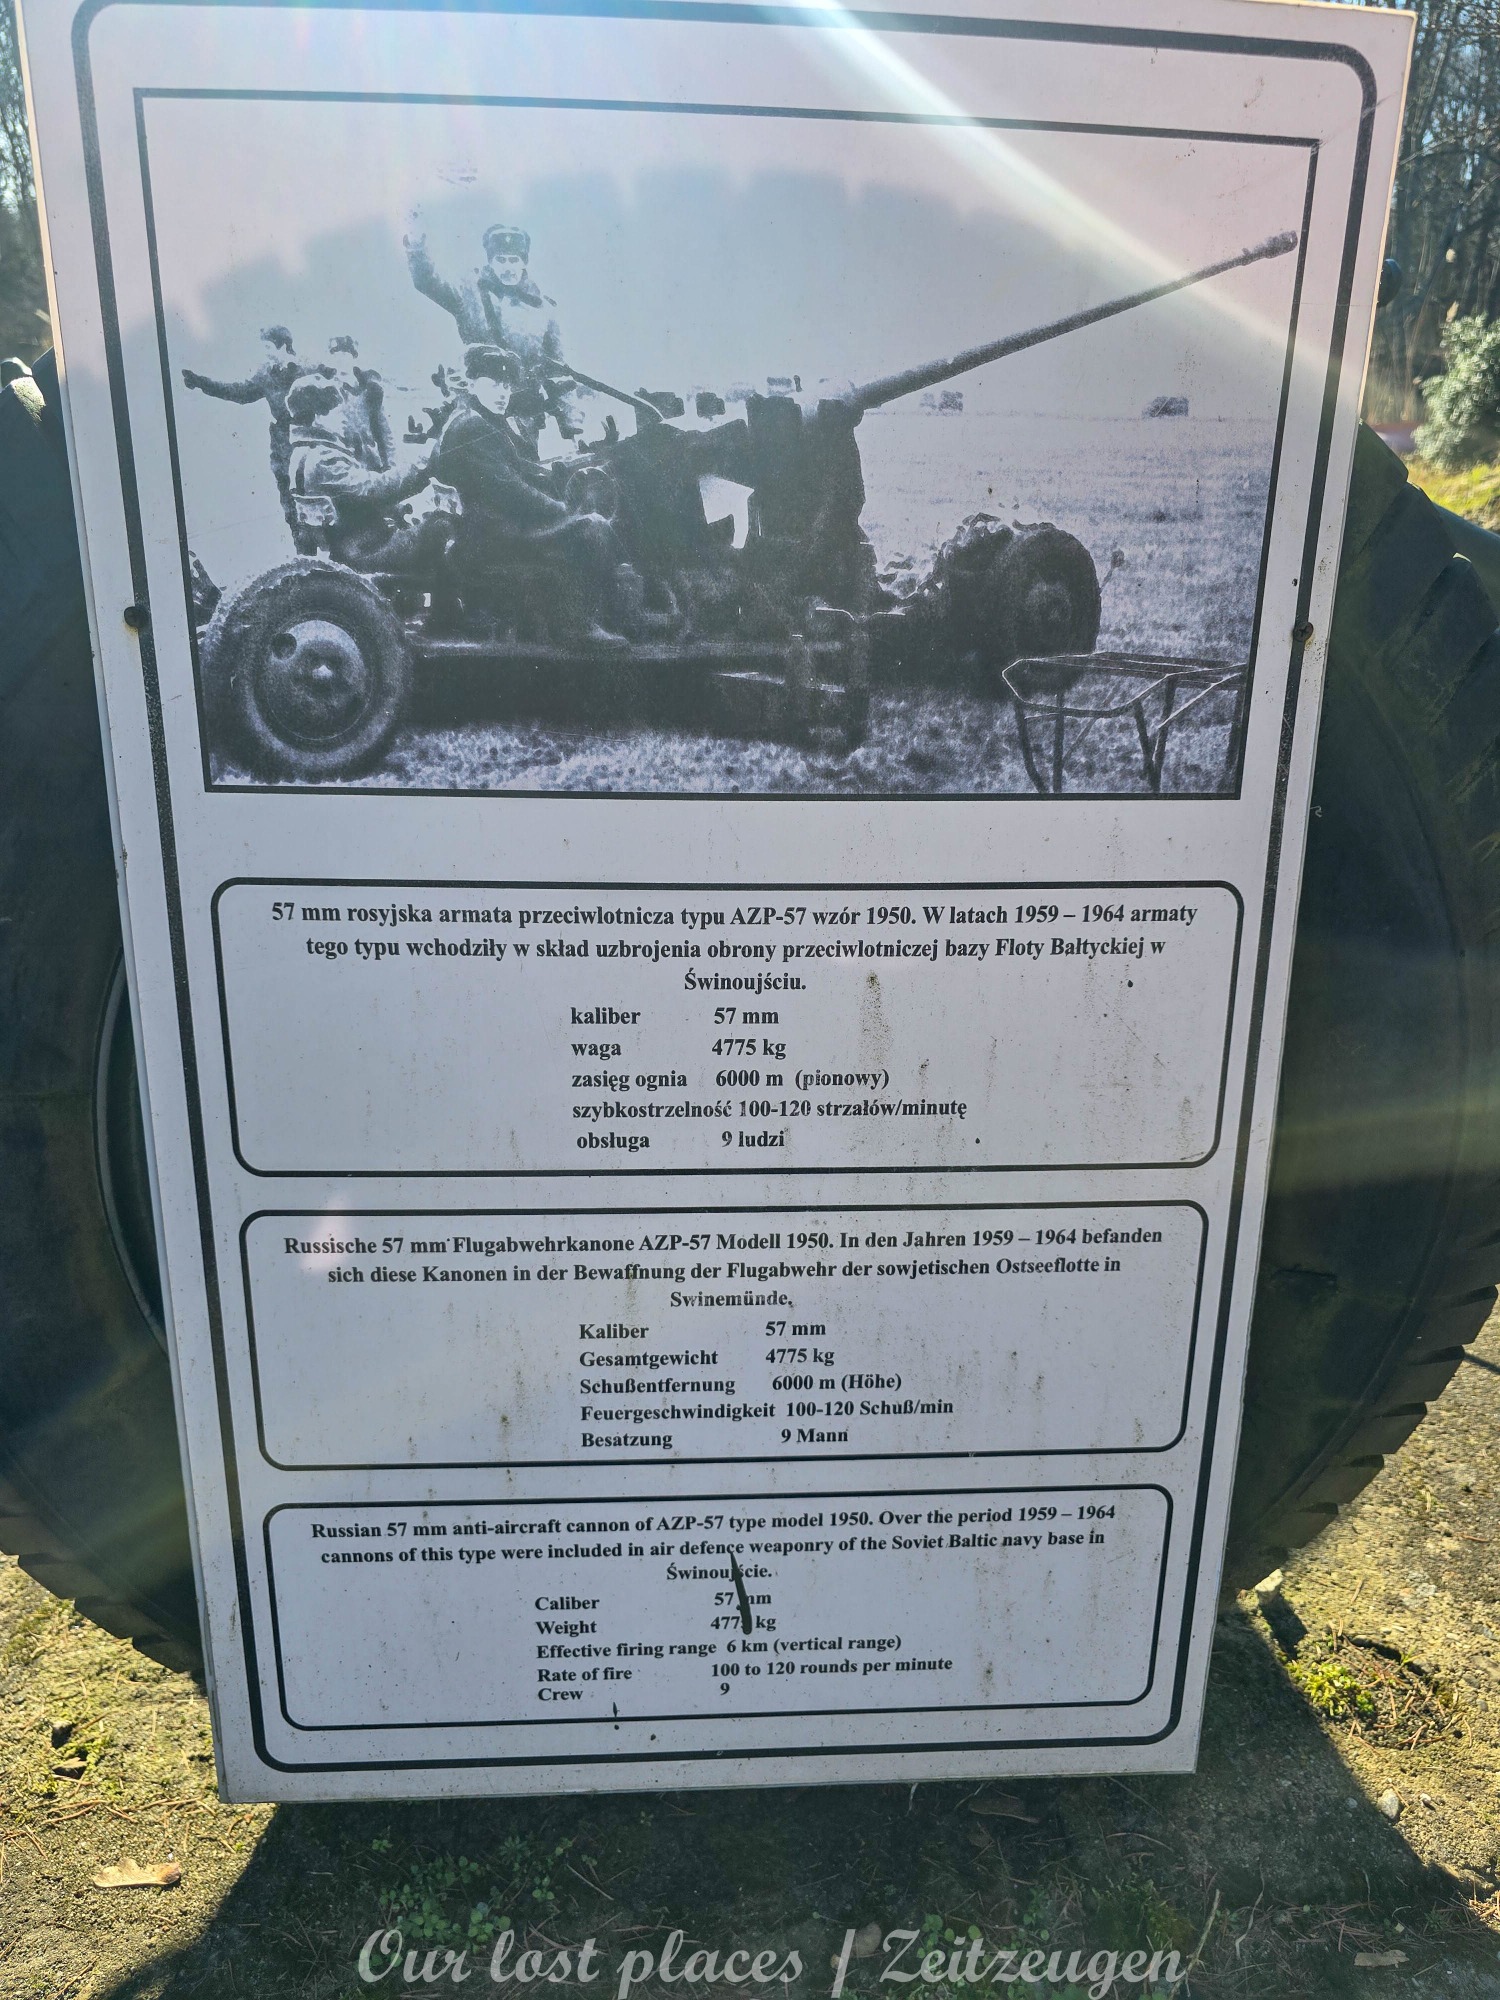 57 mm rosyjska armata przeciwlotnicza typu AZP-57 wzór 1950. W latach 1959 – 1964 armaty
tego typu wchodziły w skład uzbrojenia obrony przeciwlotniczej bazy Floty Bałtyckiej w
Świnoujściu.
kaliber 57 mm
waga 4775 kg
zasięg ognia 6000 m (pionowy)
szybkostrzelność 100-120 strzałów/minutę
obsługa 9 ludzi
Russische 57 mm Flugabwehrkanone AZP-57 Modell 1950. In den Jahren 1959 – 1964 befanden
sich diese Kanonen in der Bewaffnung der Flugabwehr der sowjetischen Ostseeflotte in
Swinemünde.
Kaliber 57 mm
Gesamtgewicht 4775 kg
Schußentfernung 6000 m (Höhe)
Feuergeschwindigkeit 100-120 Schuß/min
Besatzung 9 Mann
Russian 57 mm anti-aircraft cannon of AZP-57 type model 1950. Over the period 1959 – 1964
cannons of this type were included in air defence weaponry of the Soviet Baltic navy base in
Świnoujście.
Caliber 57 mm
Weight 4775 kg
Effective firing range 6 km (vertical range)
Rate of fire 100 to 120 rounds per minute
Crew 9
Our lost places | Zeitzeugen